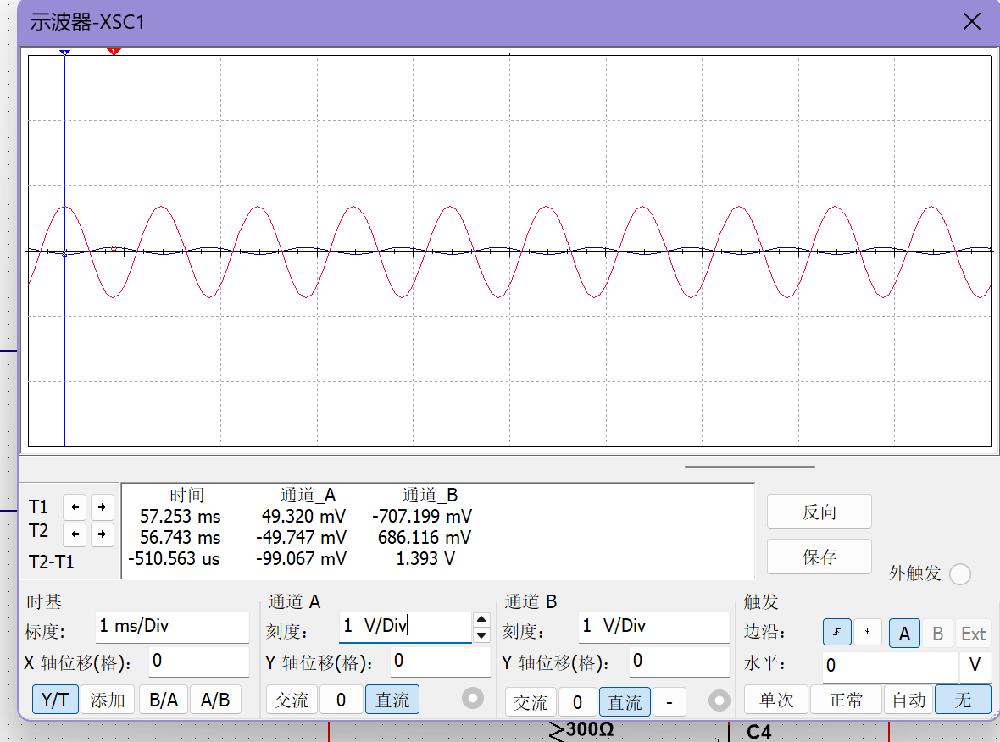 示波器-XSC1
时间 通道_A 通道_B
T1 57.253 ms 49.320 mV -707.199 mV
T2 56.743 ms -49.747 mV 686.116 mV
T2-T1 -510.563 us -99.067 mV 1.393 V
反向
保存
外触发
时基
标度: 1 ms/Div
X 轴位移(格): 0
Y/T 添加 B/A A/B
通道 A
刻度: 1 V/Div
Y 轴位移(格): 0
交流 0 直流
通道 B
刻度: 1 V/Div
Y 轴位移(格): 0
交流 0 直流 -
触发
边沿: A B Ext
水平: 0 V
单次 正常 自动 无
300Ω
C4